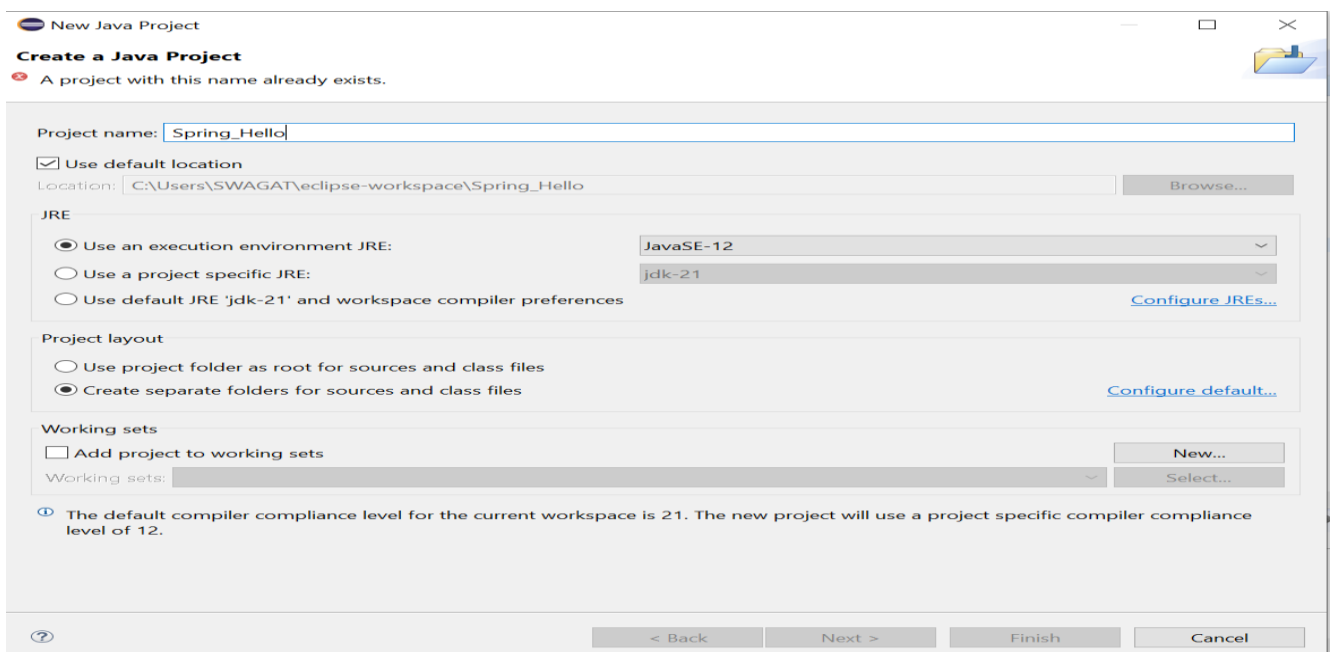 New Java Project
Create a Java Project
A project with this name already exists.
Project name: Spring_Hello
Use default location
Location: C:\Users\SWAGAT\eclipse-workspace\Spring_Hello Browse...
JRE
Use an execution environment JRE: JavaSE-12
Use a project specific JRE: jdk-21
Use default JRE 'jdk-21' and workspace compiler preferences Configure JREs...
Project layout
Use project folder as root for sources and class files
Create separate folders for sources and class files Configure default...
Working sets
Add project to working sets New...
Working sets: Select...
The default compiler compliance level for the current workspace is 21. The new project will use a project specific compiler compliance
level of 12.
? < Back Next > Finish Cancel